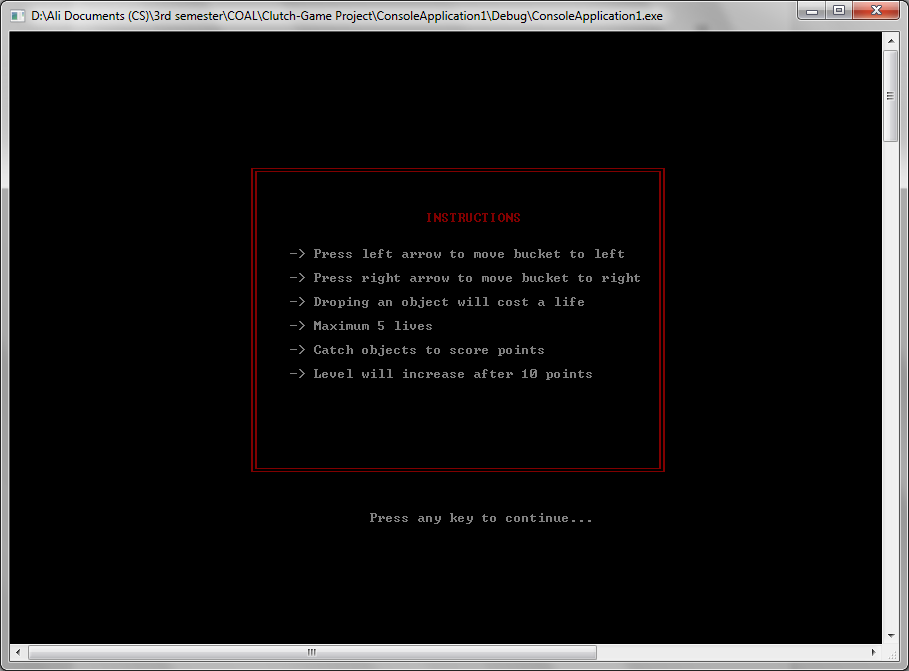 D:\Ali Documents (CS)\3rd semester\COAL\Clutch-Game Project\ConsoleApplication1\Debug\ConsoleApplication1.exe
INSTRUCTIONS
-> Press left arrow to move bucket to left
-> Press right arrow to move bucket to right
-> Droping an object will cost a life
-> Maximum 5 lives
-> Catch objects to score points
-> Level will increase after 10 points
Press any key to continue...